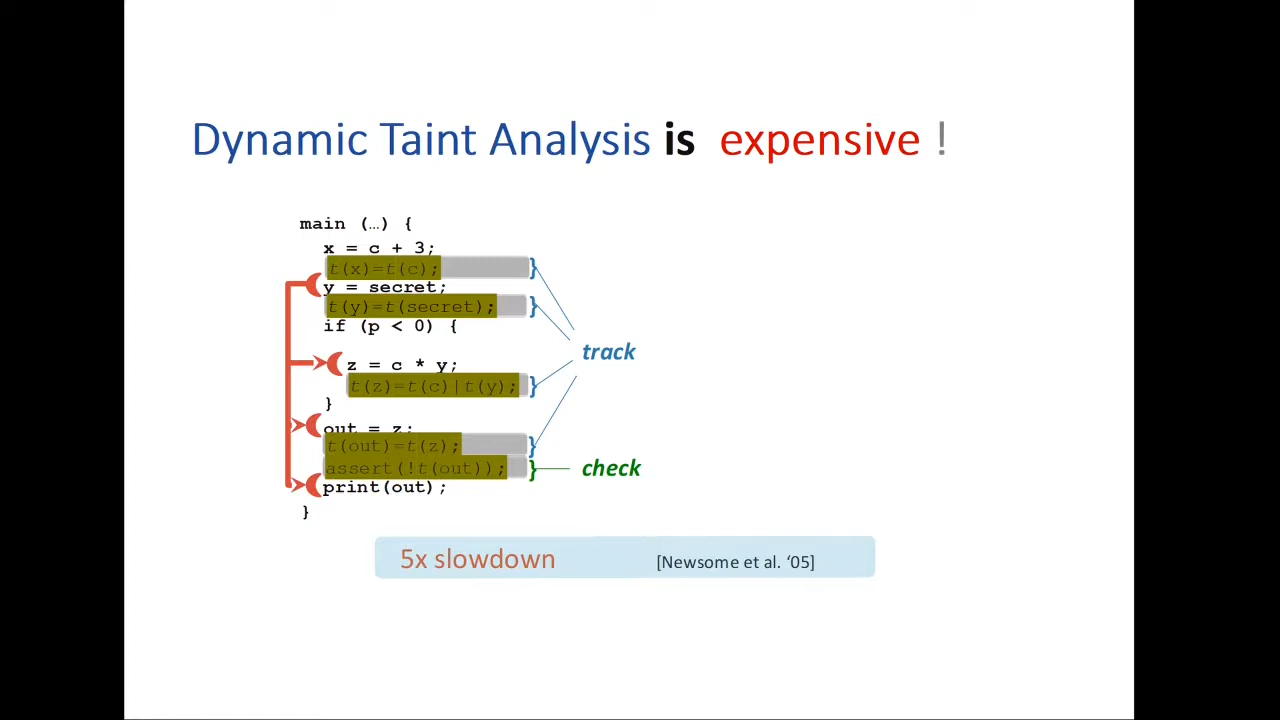 Dynamic Taint Analysis is expensive !
main (…) {
x = c + 3;
t(x)=t(c); }
y = secret;
t(y)=t(secret); }
if (p < 0) {
track
z = c * y;
t(z)=t(c)|t(y); }
}
out = z;
t(out)=t(z); }
assert(!t(out)); } check
print(out);
}
5x slowdown [Newsome et al. ‘05]